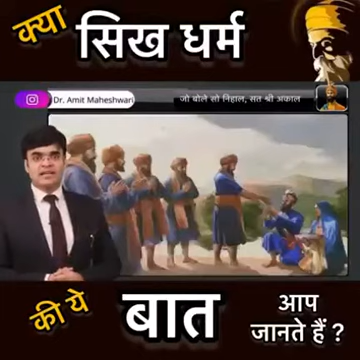 क्या सिख धर्म
Dr. Amit Maheshwari
जो बोले सो निहाल, सत श्री अकाल
की ये बात आप
जानते हैं ?